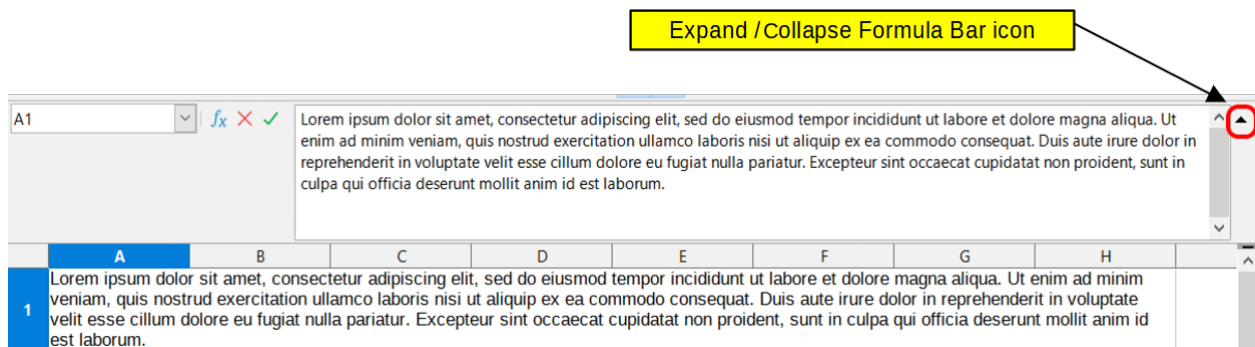 Expand / Collapse Formula Bar icon
A1
fx
Lorem ipsum dolor sit amet, consectetur adipiscing elit, sed do eiusmod tempor incididunt ut labore et dolore magna aliqua. Ut
enim ad minim veniam, quis nostrud exercitation ullamco laboris nisi ut aliquip ex ea commodo consequat. Duis aute irure dolor in
reprehenderit in voluptate velit esse cillum dolore eu fugiat nulla pariatur. Excepteur sint occaecat cupidatat non proident, sunt in
culpa qui officia deserunt mollit anim id est laborum.
A B C D E F G H
Lorem ipsum dolor sit amet, consectetur adipiscing elit, sed do eiusmod tempor incididunt ut labore et dolore magna aliqua. Ut enim ad minim
1 veniam, quis nostrud exercitation ullamco laboris nisi ut aliquip ex ea commodo consequat. Duis aute irure dolor in reprehenderit in voluptate
velit esse cillum dolore eu fugiat nulla pariatur. Excepteur sint occaecat cupidatat non proident, sunt in culpa qui officia deserunt mollit anim id
est laborum.